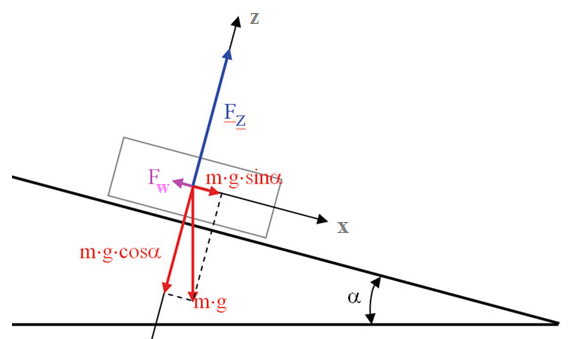 z
F_z
F_w
m·g·sinα
x
m·g·cosα
m·g
α